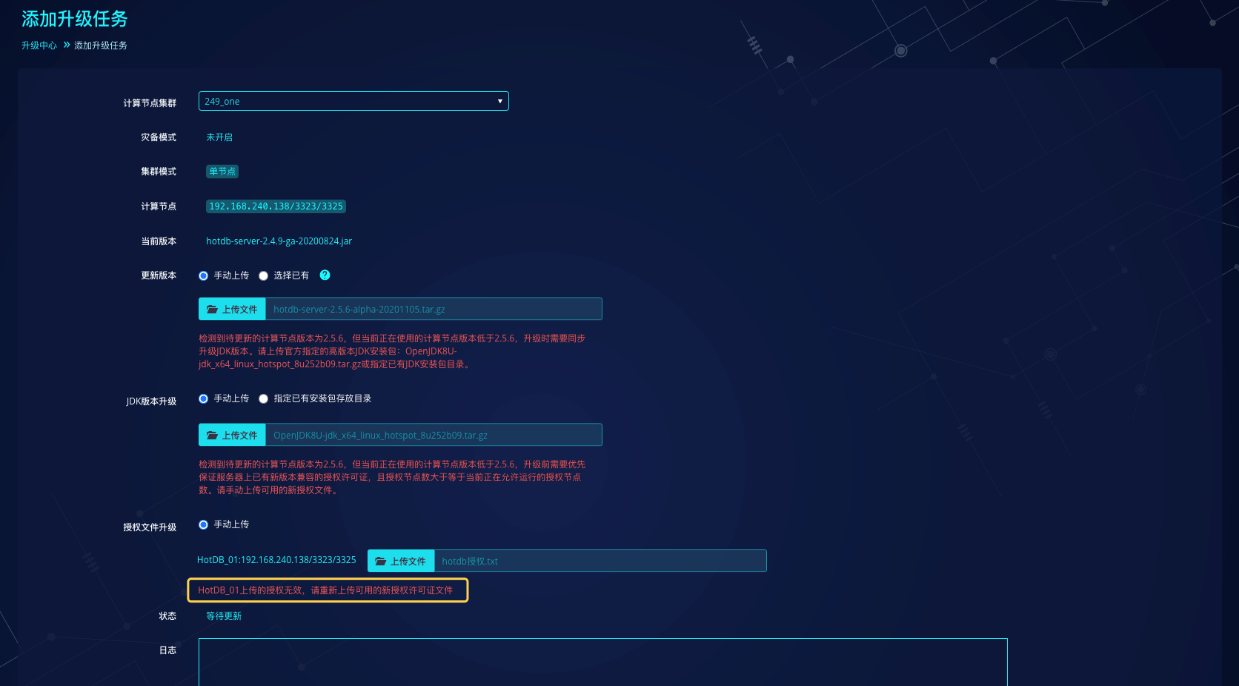 添加升级任务
升级中心 » 添加升级任务
计算节点集群 249_one
灾备模式 未开启
集群模式 单节点
计算节点 192.168.240.138/3323/3325
当前版本 hotdb-server-2.4.9-ga-20200824.jar
更新版本 手动上传 选择已有 ?
上传文件 hotdb-server-2.5.6-alpha-20201105.tar.gz
检测到待更新的计算节点版本为2.5.6，但当前正在使用的计算节点版本低于2.5.6，升级时需要同步
升级JDK版本。请上传官方指定的高版本JDK安装包：OpenJDK8U-
jdk_x64_linux_hotspot_8u252b09.tar.gz或指定已有JDK安装包目录。
JDK版本升级 手动上传 指定已有安装包存放目录
上传文件 OpenJDK8U-jdk_x64_linux_hotspot_8u252b09.tar.gz
检测到待更新的计算节点版本为2.5.6，但当前正在使用的计算节点版本低于2.5.6，升级前需要优先
保证服务器上已有新版本兼容的授权许可证，且授权节点数大于等于当前正在允许运行的授权节点
数。请手动上传可用的新授权文件。
授权文件升级 手动上传
HotDB_01:192.168.240.138/3323/3325 上传文件 hotdb授权.txt
HotDB_01上传的授权无效，请重新上传可用的新授权许可证文件
状态 等待更新
日志